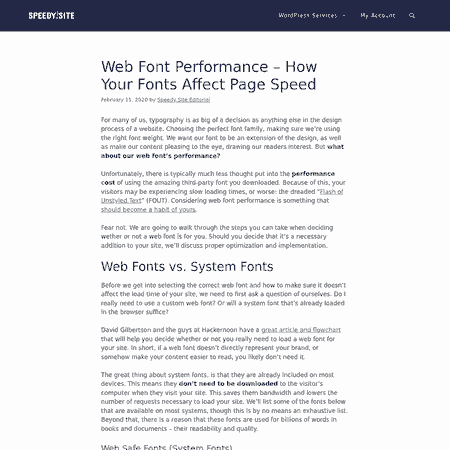 SPEEDY.SITE
WordPress Services
My Account
Web Font Performance – How
Your Fonts Affect Page Speed
February 11, 2020 by Speedy Site Editorial
For many of us, typography is as big of a decision as anything else in the design
process of a website. Choosing the perfect font family, making sure we're using
the right font weight. We want our font to be an extension of the design, as well
as make our content pleasing to the eye, drawing our readers interest. But what
about our web font's performance?
Unfortunately, there is typically much less thought put into the performance
cost of using the amazing third-party font you downloaded. Because of this, your
visitors may be experiencing slow loading times, or worse: the dreaded "Flash of
Unstyled Text" (FOUT). Considering web font performance is something that
should become a habit of yours.
Fear not. We are going to walk through the steps you can take when deciding
wether or not a web font is for you. Should you decide that it's a necessary
addition to your site, we'll discuss proper optimization and implementation.
Web Fonts vs. System Fonts
Before we get into selecting the correct web font and how to make sure it doesn't
affect the load time of your site, we need to first ask a question of ourselves. Do I
really need to use a custom web font? Or will a system font that's already loaded
in the browser suffice?
David Gilbertson and the guys at Hackernoon have a great article and flowchart
that will help you decide whether or not you really need to load a web font for
your site. In short, if a web font doesn't directly represent your brand, or
somehow make your content easier to read, you likely don't need it.
The great thing about system fonts, is that they are already included on most
devices. This means they don't need to be downloaded to the visitor's
computer when they visit your site. This saves them bandwidth and lowers the
number of requests necessary to load your site. We'll list some of the fonts below
that are available on most systems, though this is by no means an exhaustive list.
Beyond that, there is a reason that these fonts are used for billions of words in
books and documents – their readability and quality.
Web Safe Fonts (System Fonts)